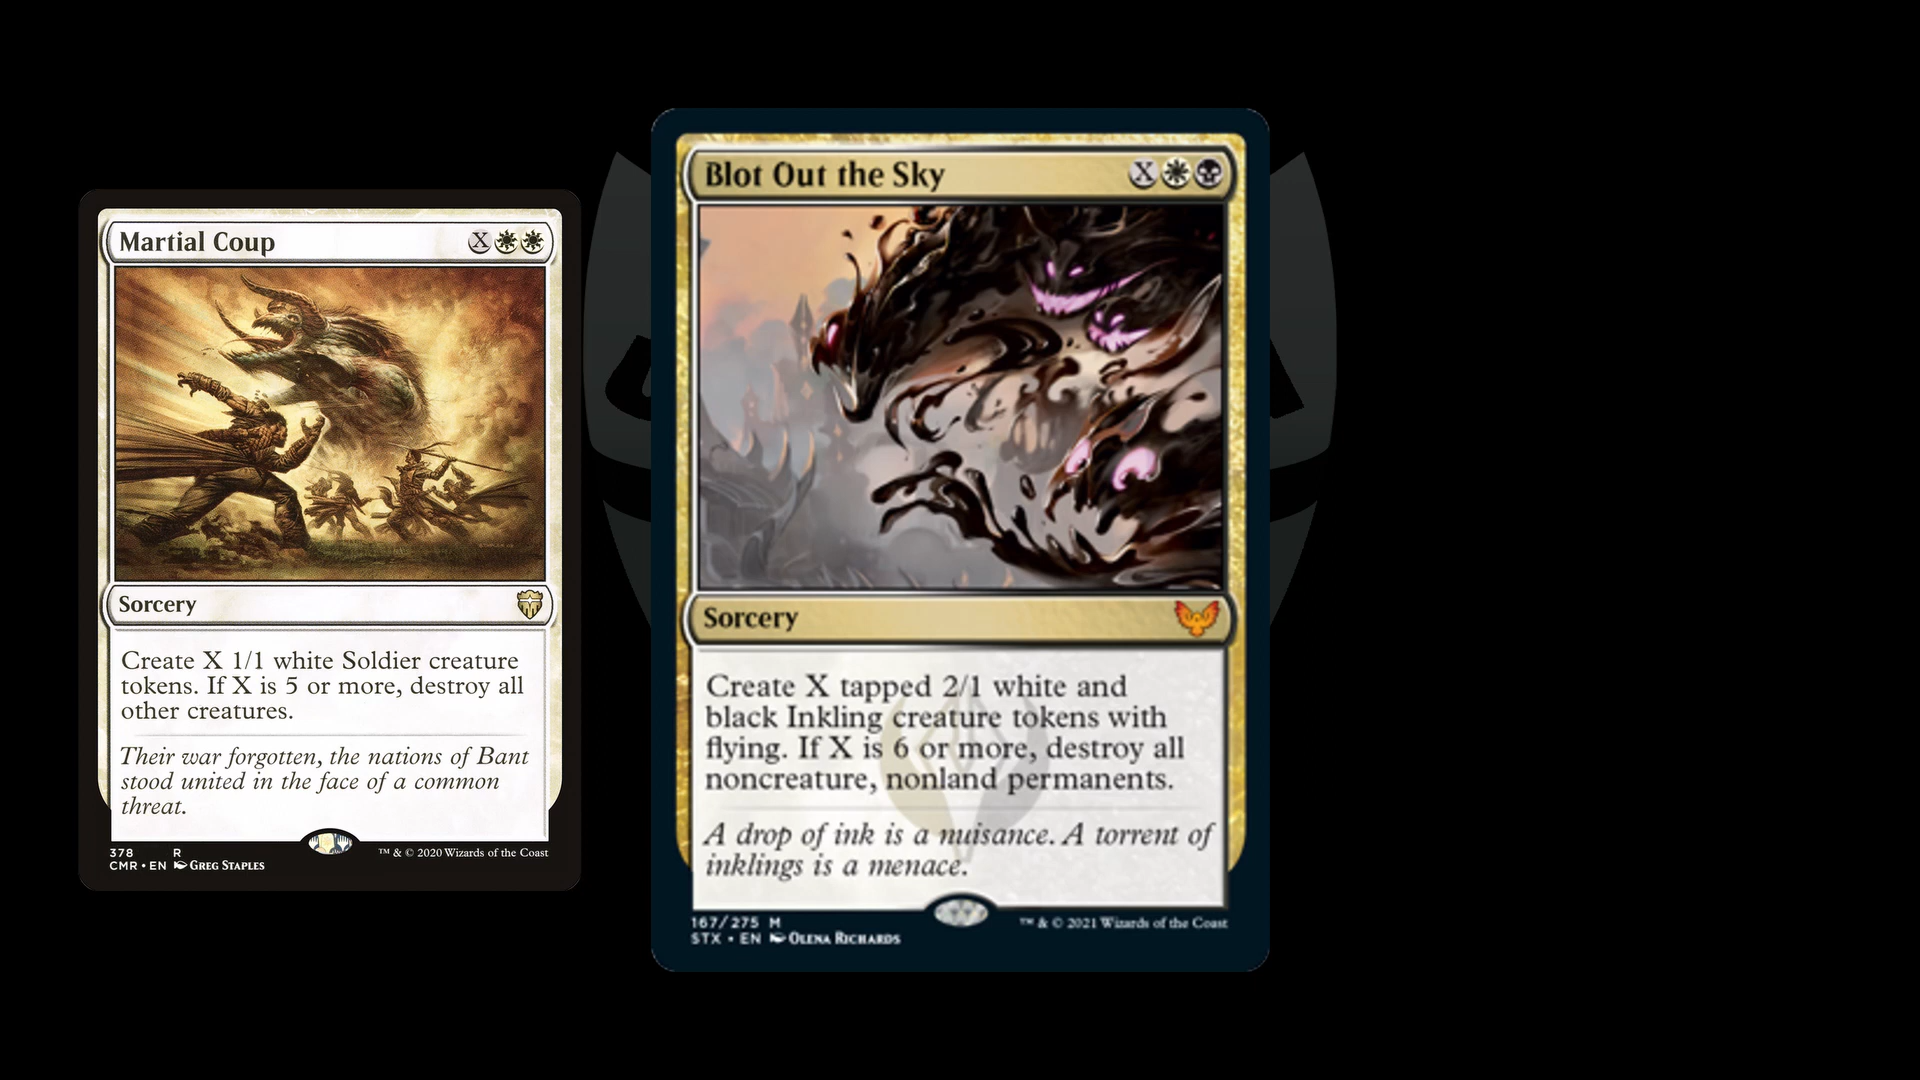 Martial Coup X
Sorcery
Create X 1/1 white Soldier creature
tokens. If X is 5 or more, destroy all
other creatures.
Their war forgotten, the nations of Bant
stood united in the face of a common
threat.
378 R
CMR • EN GREG STAPLES
™ & © 2020 Wizards of the Coast
Blot Out the Sky X
Sorcery
Create X tapped 2/1 white and
black Inkling creature tokens with
flying. If X is 6 or more, destroy all
noncreature, nonland permanents.
A drop of ink is a nuisance. A torrent of
inklings is a menace.
167/275 M
STX • EN OLENA RICHARDS
™ & © 2021 Wizards of the Coast